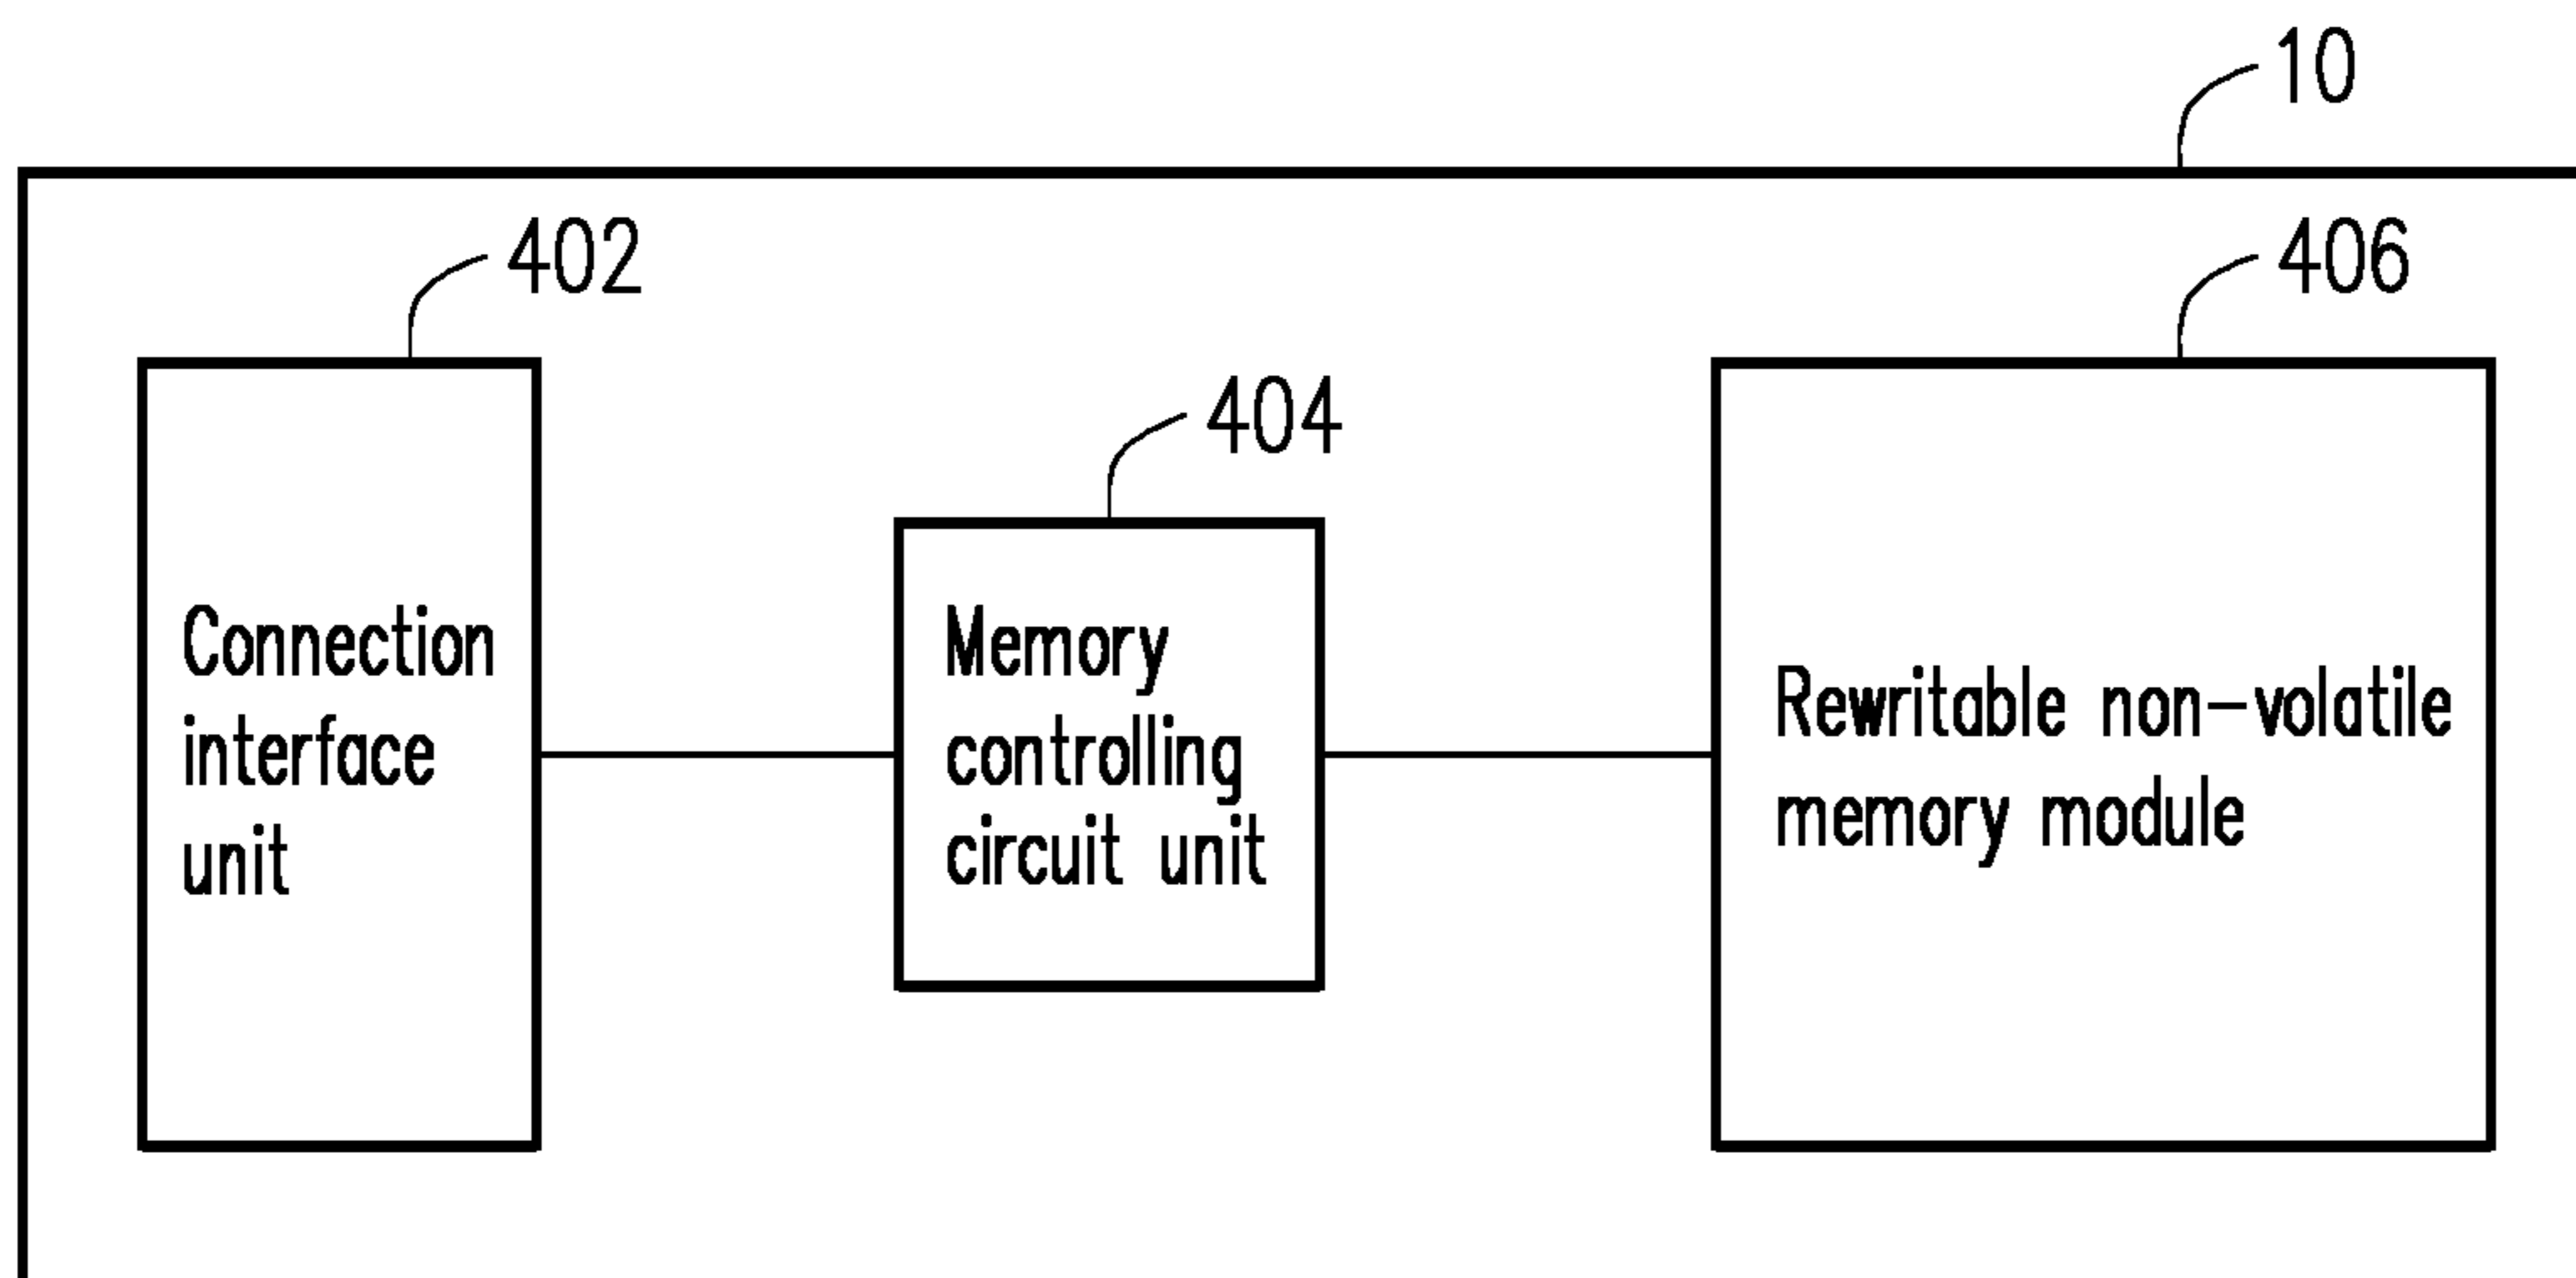 10
402
406
404
Connection
interface
unit
Memory
controlling
circuit unit
Rewritable non-volatile
memory module